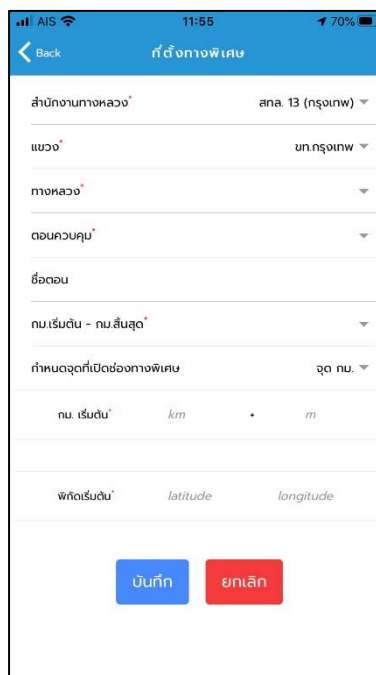 AIS 11:55 70%
Back ที่ตั้งทางพิเศษ
สำนักงานทางหลวง* สทล. 13 (กรุงเทพ)
แขวง* ขท.กรุงเทพ
ทางหลวง*
ตอนควบคุม*
ชื่อตอน
กม.เริ่มต้น - กม.สิ้นสุด*
กำหนดจุดที่เปิดช่องทางพิเศษ จุด กม.
กม. เริ่มต้น* km + m
พิกัดเริ่มต้น* latitude longitude
บันทึก ยกเลิก